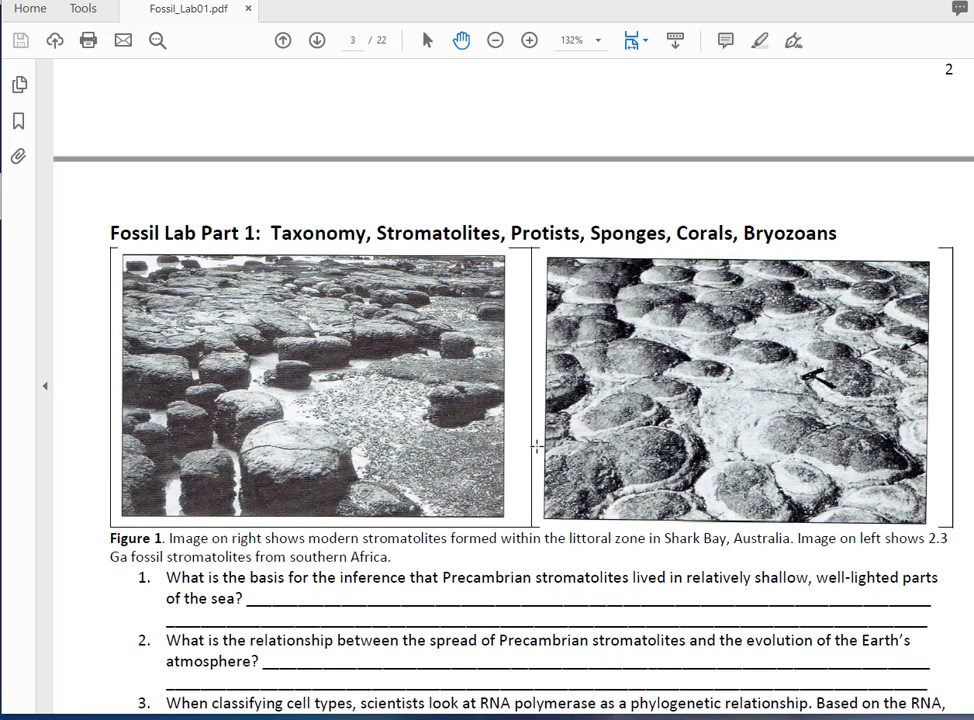 Home Tools Fossil_Lab01.pdf ×
3 / 22 132%
2
Fossil Lab Part 1: Taxonomy, Stromatolites, Protists, Sponges, Corals, Bryozoans
Figure 1. Image on right shows modern stromatolites formed within the littoral zone in Shark Bay, Australia. Image on left shows 2.3
Ga fossil stromatolites from southern Africa.
1. What is the basis for the inference that Precambrian stromatolites lived in relatively shallow, well-lighted parts
of the sea?
2. What is the relationship between the spread of Precambrian stromatolites and the evolution of the Earth's
atmosphere?
3. When classifying cell types, scientists look at RNA polymerase as a phylogenetic relationship. Based on the RNA,